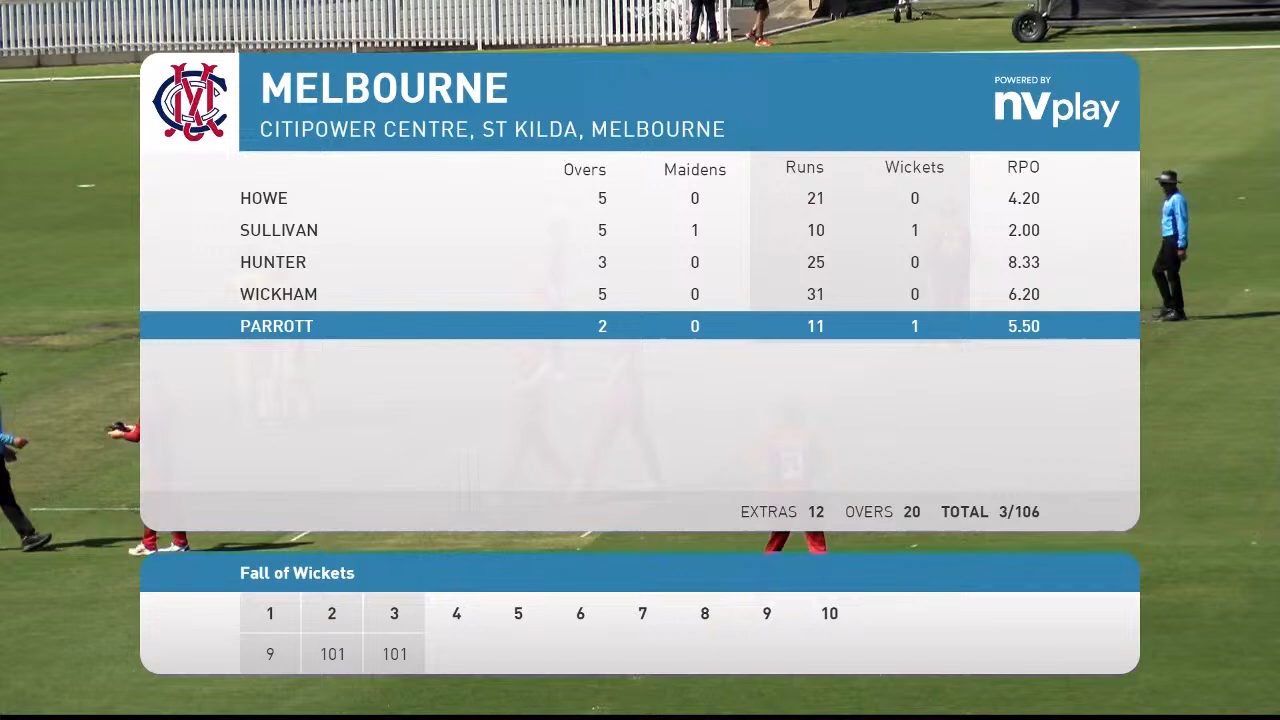 MELBOURNE
CITIPOWER CENTRE, ST KILDA, MELBOURNE
POWERED BY
nvplay
Overs Maidens Runs Wickets RPO
HOWE 5 0 21 0 4.20
SULLIVAN 5 1 10 1 2.00
HUNTER 3 0 25 0 8.33
WICKHAM 5 0 31 0 6.20
PARROTT 2 0 11 1 5.50
EXTRAS 12 OVERS 20 TOTAL 3/106
Fall of Wickets
1 2 3 4 5 6 7 8 9 10
9 101 101